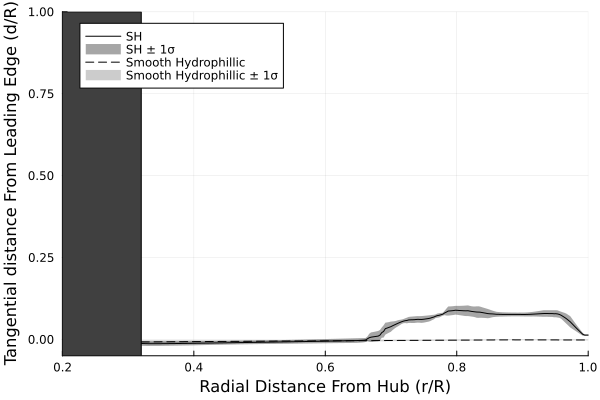 Tangential distance From Leading Edge (d/R)
1.00
0.75
0.50
0.25
0.00
SH
SH ± 1σ
Smooth Hydrophillic
Smooth Hydrophillic ± 1σ
0.2 0.4 0.6 0.8 1.0
Radial Distance From Hub (r/R)